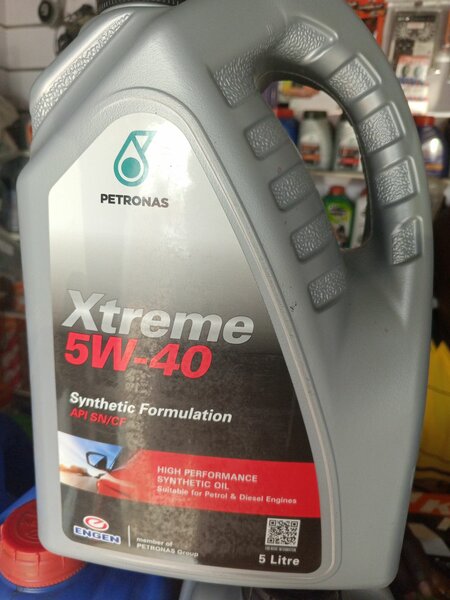 PETRONAS
Xtreme
5W-40
Synthetic Formulation
API SN/CF
HIGH PERFORMANCE
SYNTHETIC OIL
Suitable for Petrol & Diesel Engines
ENGEN
member of
PETRONAS Group
5 Litre